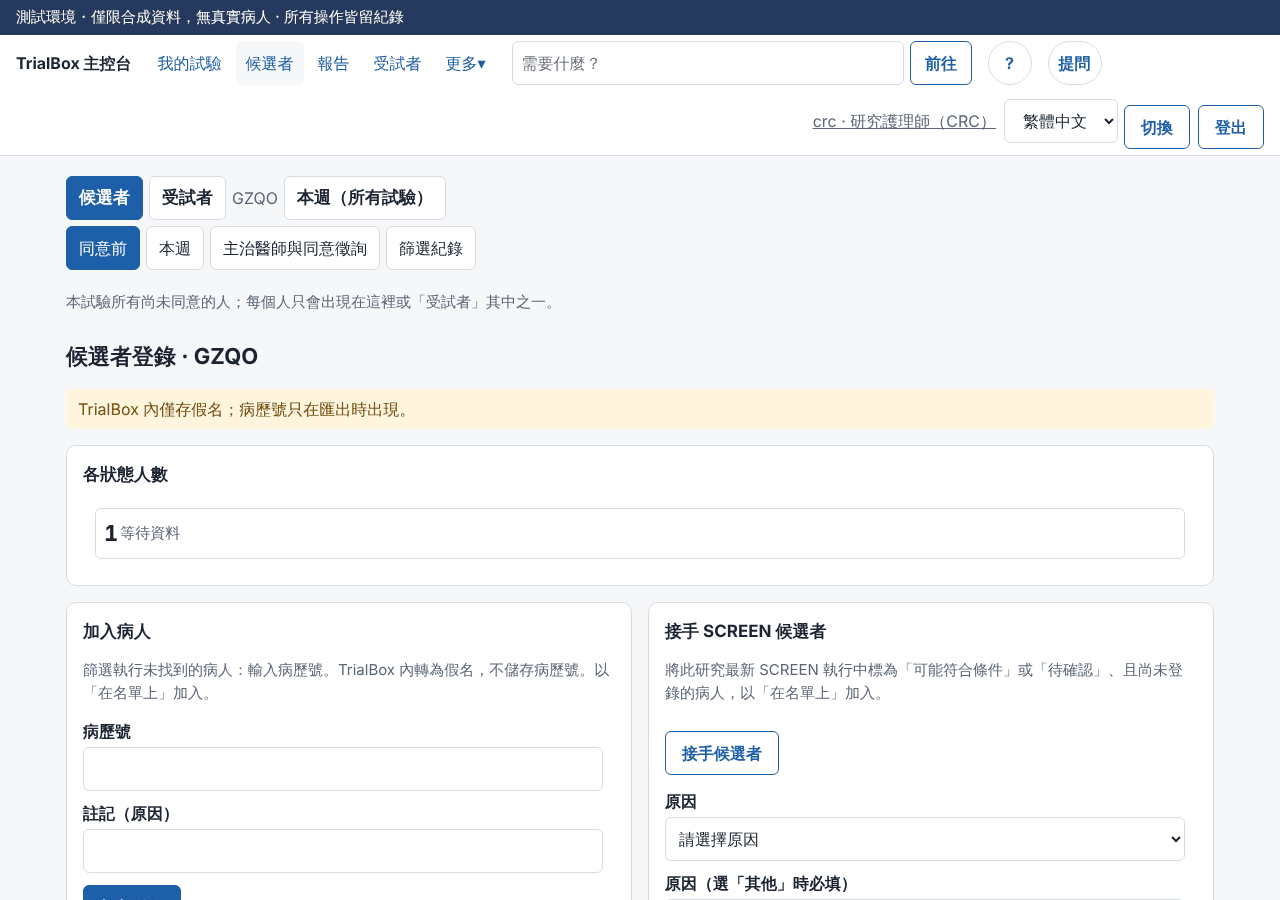 測試環境・僅限合成資料，無真實病人・所有操作皆留紀錄
TrialBox 主控台 我的試驗 候選者 報告 受試者 更多▾ 需要什麼？ 前往 ? 提問
crc · 研究護理師（CRC） 繁體中文 切換 登出
候選者 受試者 GZQO 本週（所有試驗）
同意前 本週 主治醫師與同意徵詢 篩選紀錄
本試驗所有尚未同意的人；每個人只會出現在這裡或「受試者」其中之一。
候選者登錄 · GZQO
TrialBox 內僅存假名；病歷號只在匯出時出現。
各狀態人數
1 等待資料
加入病人
篩選執行未找到的病人：輸入病歷號。TrialBox 內轉為假名，不儲存病歷號。以
「在名單上」加入。
病歷號
註記（原因）
接手 SCREEN 候選者
將此研究最新 SCREEN 執行中標為「可能符合條件」或「待確認」、且尚未登
錄的病人，以「在名單上」加入。
接手候選者
原因
請選擇原因
原因（選「其他」時必填）